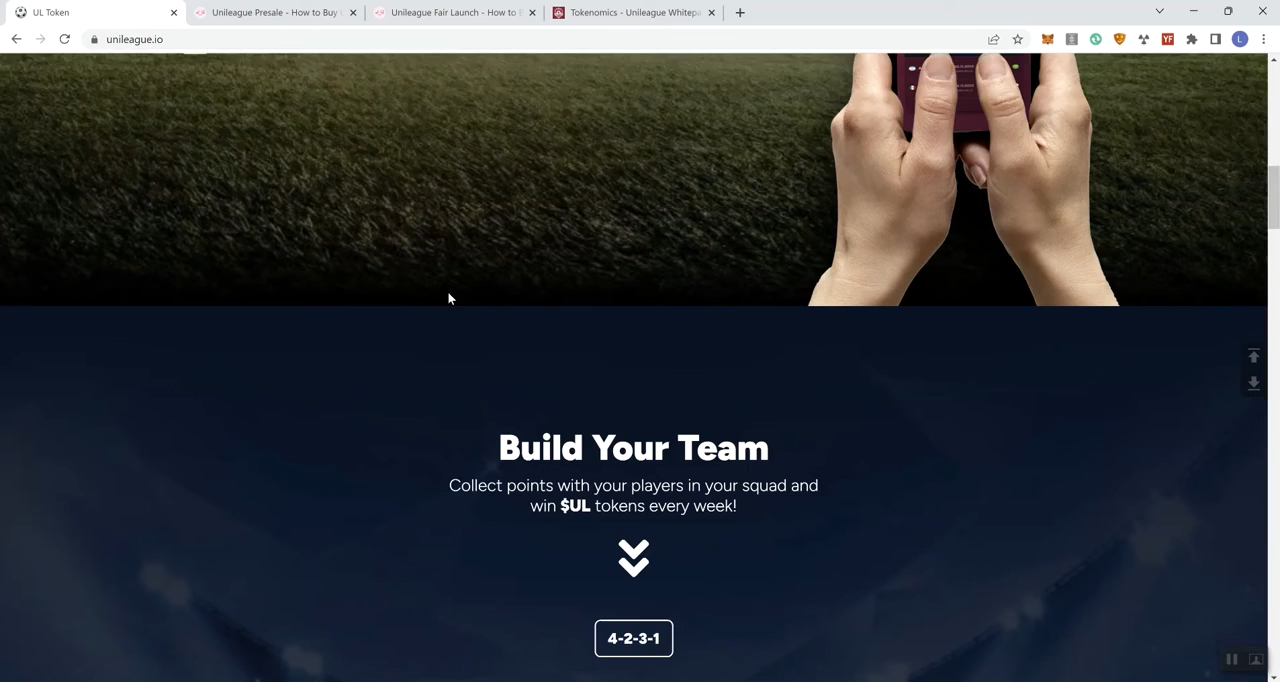 UL Token
Unileague Presale - How to Buy
Unileague Fair Launch - How to
Tokenomics - Unileague Whitepa
unileague.io
YF
L
Build Your Team
Collect points with your players in your squad and
win $UL tokens every week!
4-2-3-1